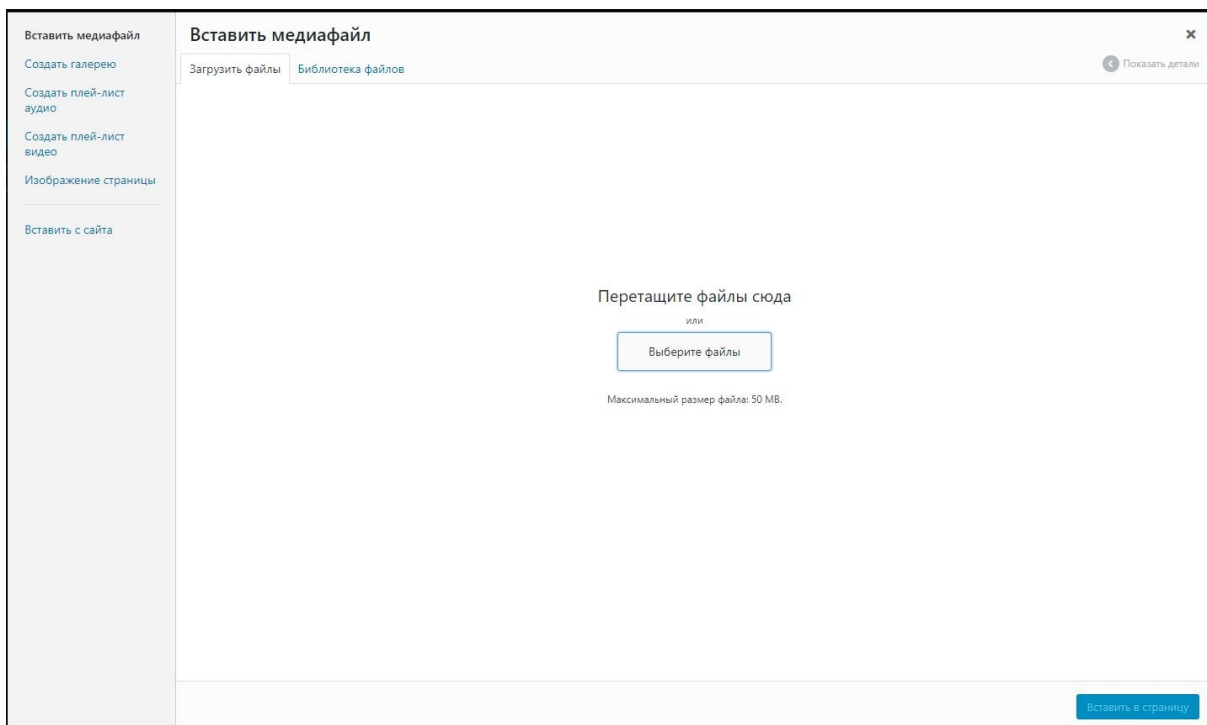 Вставить медиафайл
Создать галерею
Создать плей-лист
аудио
Создать плей-лист
видео
Изображение страницы
Вставить с сайта
Вставить медиафайл
Загрузить файлы
Библиотека файлов
Показать детали
Перетащите файлы сюда
или
Выберите файлы
Максимальный размер файла: 50 MB.
Вставить в страницу